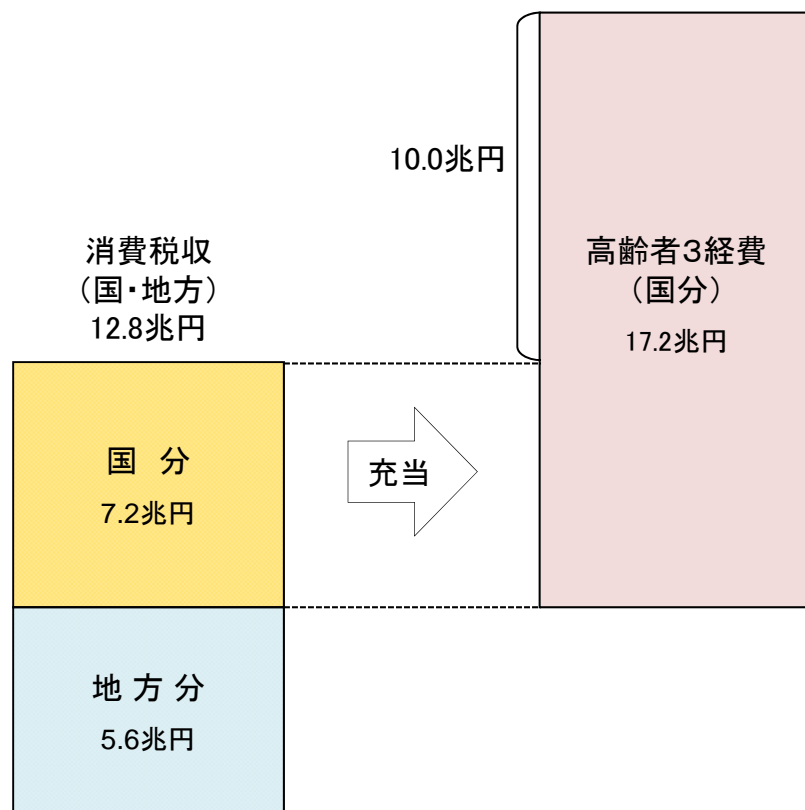 消費税収
（国・地方）
12.8兆円
国 分
7.2兆円
地 方 分
5.6兆円
充当
10.0兆円
高齢者３経費
（国分）
17.2兆円